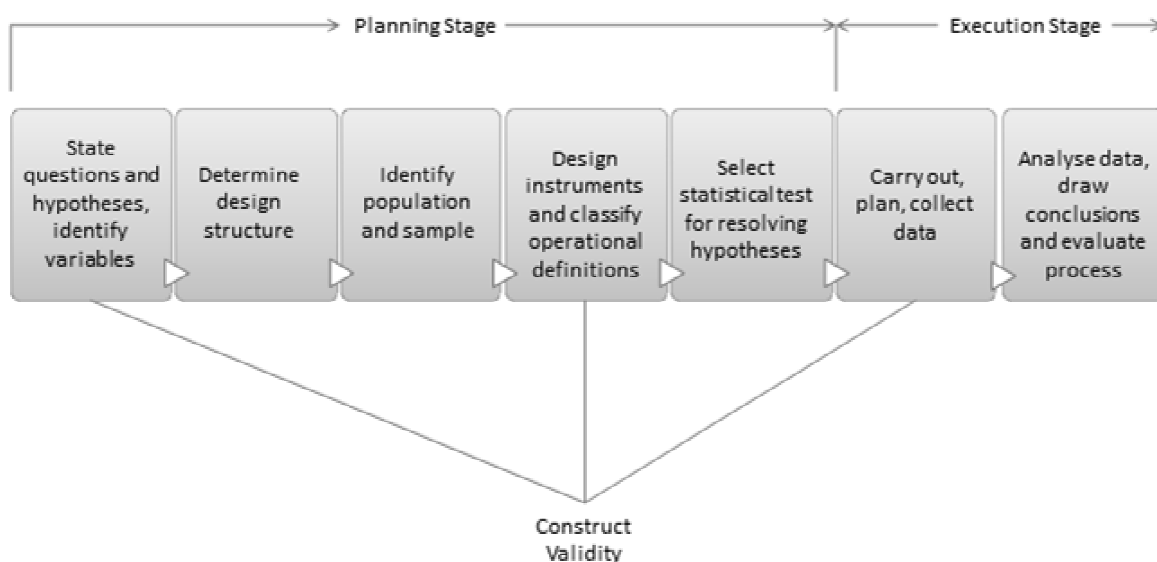 Planning Stage
Execution Stage
State
questions and
hypotheses,
identify
variables
Determine
design
structure
Identify
population
and sample
Design
instruments
and classify
operational
definitions
Select
statistical test
for resolving
hypotheses
Carry out,
plan, collect
data
Analyse data,
draw
conclusions
and evaluate
process
Construct
Validity